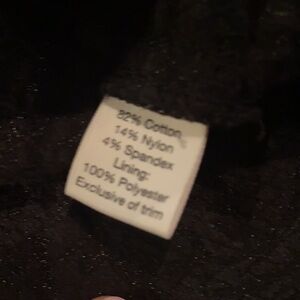 82% Cotton
14% Nylon
4% Spandex
Lining:
100% Polyester
Exclusive of trim